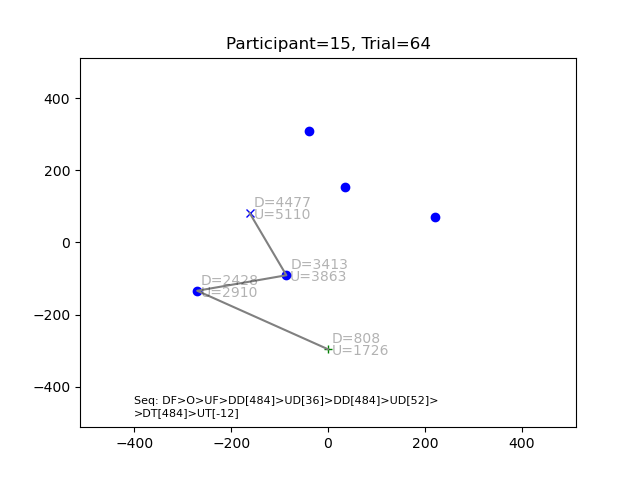 Participant=15, Trial=64
400
200
0
−200
−400
D=4477
U=5110
D=3413
U=3863
D=2428
U=2910
D=808
U=1726
Seq: DF>O>UF>DD[484]>UD[36]>DD[484]>UD[52]>
>DT[484]>UT[-12]
−400
−200
0
200
400